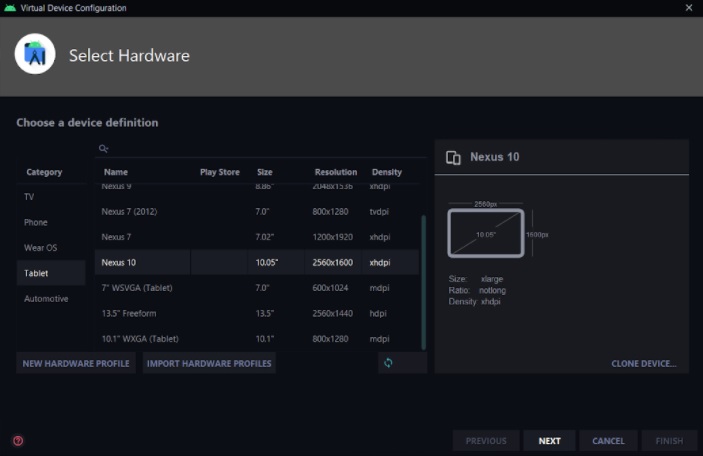 Virtual Device Configuration
Select Hardware
Choose a device definition
Category Name Play Store Size Resolution Density
TV
Phone
Wear OS
Tablet
Automotive
Nexus 9 8.86" 2048x1536 xhdpi
Nexus 7 (2012) 7.0" 800x1280 tvdpi
Nexus 7 7.02" 1200x1920 xhdpi
Nexus 10 10.05" 2560x1600 xhdpi
7" WSVGA (Tablet) 7.0" 600x1024 mdpi
13.5" Freeform 13.5" 2560x1440 hdpi
10.1" WXGA (Tablet) 10.1" 800x1280 mdpi
NEW HARDWARE PROFILE IMPORT HARDWARE PROFILES
Nexus 10
2560px
10.05" 1600px
Size: xlarge
Ratio: notlong
Density: xhdpi
CLONE DEVICE...
? PREVIOUS NEXT CANCEL FINISH